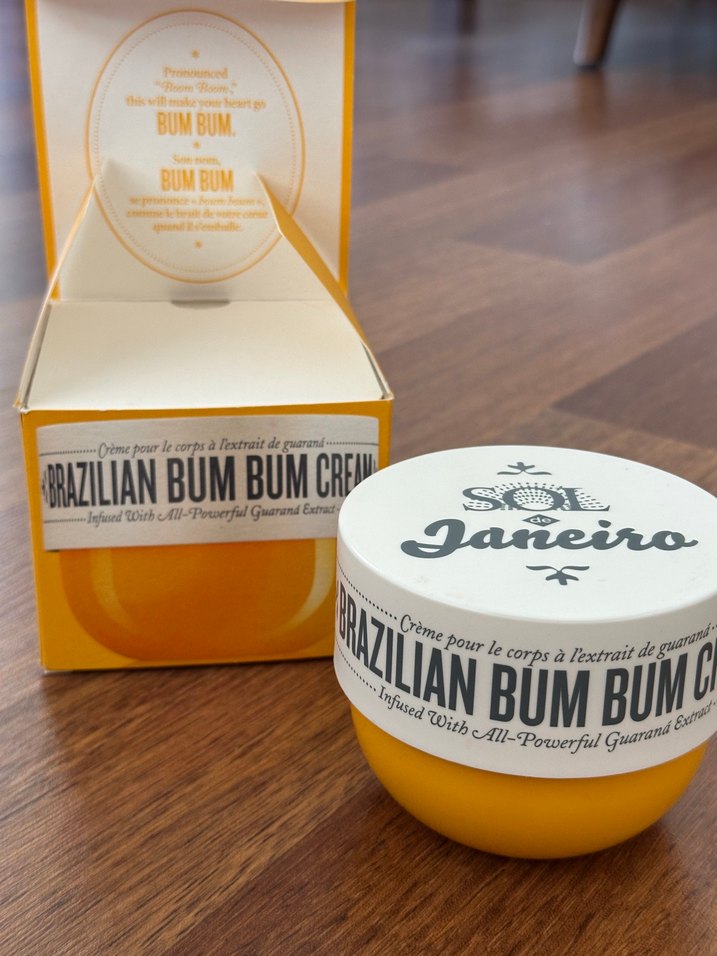 Pronounced
"Boom Boom,"
this will make your heart go
BUM BUM.
Son nom,
BUM BUM
se prononce «boum boum»,
comme le bruit de votre cœur
quand il s'emballe.
Crème pour le corps à l'extrait de guaraná
BRAZILIAN BUM BUM CREAM
Infused With All-Powerful Guaraná Extract
SOL
de
Janeiro
Crème pour le corps à l'extrait de guaraná
BRAZILIAN BUM BUM
Infused With All-Powerful Guaraná Extract